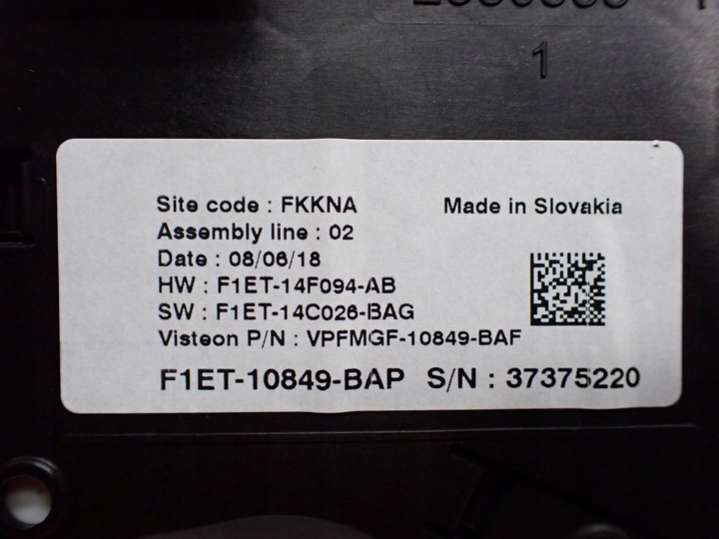 1
Site code : FKKNA
Made in Slovakia
Assembly line : 02
Date : 08/06/18
HW : F1ET-14F094-AB
SW : F1ET-14C026-BAG
Visteon P/N : VPFMGF-10849-BAF
F1ET-10849-BAP S/N : 37375220